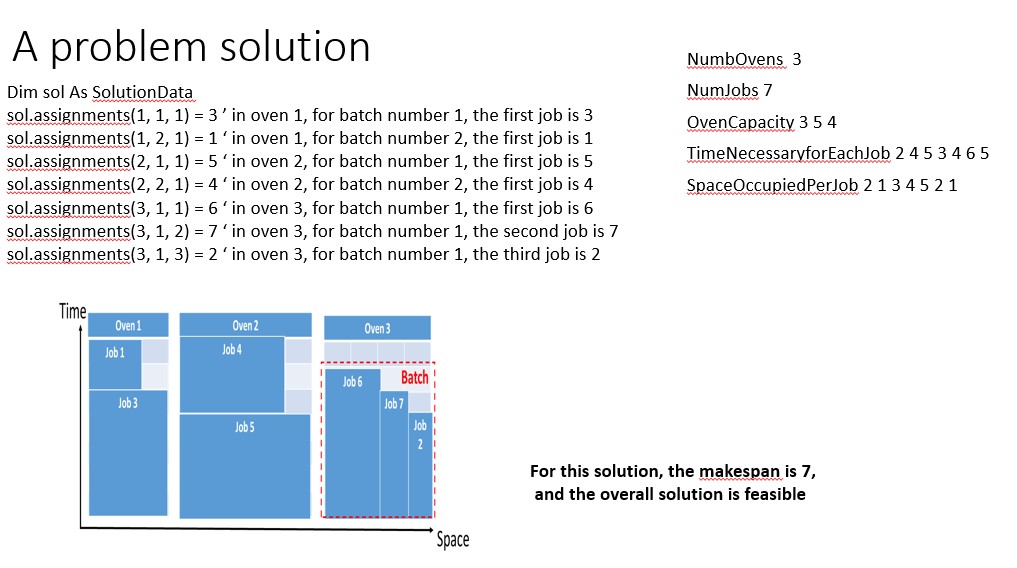 A problem solution
Dim sol As SolutionData
sol.assignments(1, 1, 1) = 3 ’ in oven 1, for batch number 1, the first job is 3
sol.assignments(1, 2, 1) = 1 ‘ in oven 1, for batch number 2, the first job is 1
sol.assignments(2, 1, 1) = 5 ‘ in oven 2, for batch number 1, the first job is 5
sol.assignments(2, 2, 1) = 4 ‘ in oven 2, for batch number 2, the first job is 4
sol.assignments(3, 1, 1) = 6 ‘ in oven 3, for batch number 1, the first job is 6
sol.assignments(3, 1, 2) = 7 ‘ in oven 3, for batch number 1, the second job is 7
sol.assignments(3, 1, 3) = 2 ‘ in oven 3, for batch number 1, the third job is 2
NumbOvens 3
NumJobs 7
OvenCapacity 3 5 4
TimeNecessaryforEachJob 2 4 5 3 4 6 5
SpaceOccupiedPerJob 2 1 3 4 5 2 1
Time
Oven 1
Oven 2
Oven 3
Job 1
Job 4
Job 6
Batch
Job 3
Job 7
Job 5
Job
2
Space
For this solution, the makespan is 7,
and the overall solution is feasible